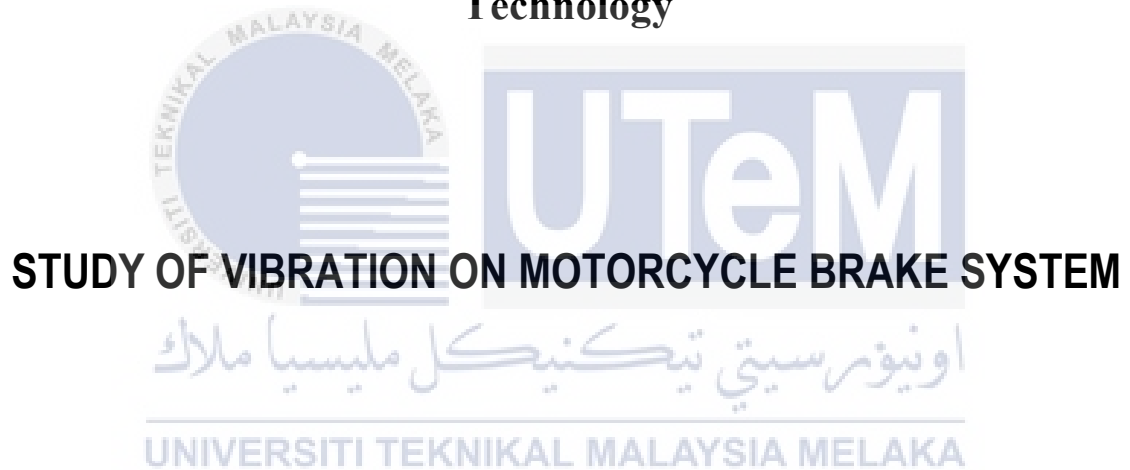 Technology
UNIVERSITI TEKNIKAL MALAYSIA MELAKA
UTeM
STUDY OF VIBRATION ON MOTORCYCLE BRAKE SYSTEM
اونيۏرسيتي تيكنيكل مليسيا ملاك
UNIVERSITI TEKNIKAL MALAYSIA MELAKA